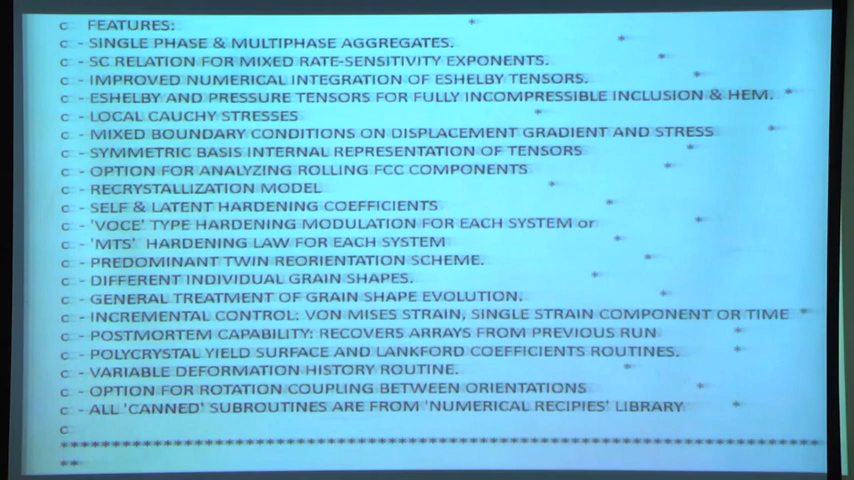 c FEATURES: *
c - SINGLE PHASE & MULTIPHASE AGGREGATES. *
c - SC RELATION FOR MIXED RATE-SENSITIVITY EXPONENTS. *
c - IMPROVED NUMERICAL INTEGRATION OF ESHELBY TENSORS. *
c - ESHELBY AND PRESSURE TENSORS FOR FULLY INCOMPRESSIBLE INCLUSION & HEM. *
c - LOCAL CAUCHY STRESSES *
c - MIXED BOUNDARY CONDITIONS ON DISPLACEMENT GRADIENT AND STRESS *
c - SYMMETRIC BASIS INTERNAL REPRESENTATION OF TENSORS *
c - OPTION FOR ANALYZING ROLLING FCC COMPONENTS *
c - RECRYSTALLIZATION MODEL *
c - SELF & LATENT HARDENING COEFFICIENTS *
c - 'VOCE' TYPE HARDENING MODULATION FOR EACH SYSTEM or *
c - 'MTS' HARDENING LAW FOR EACH SYSTEM *
c - PREDOMINANT TWIN REORIENTATION SCHEME. *
c - DIFFERENT INDIVIDUAL GRAIN SHAPES. *
c - GENERAL TREATMENT OF GRAIN SHAPE EVOLUTION. *
c - INCREMENTAL CONTROL: VON MISES STRAIN, SINGLE STRAIN COMPONENT OR TIME *
c - POSTMORTEM CAPABILITY: RECOVERS ARRAYS FROM PREVIOUS RUN *
c - POLYCRYSTAL YIELD SURFACE AND LANKFORD COEFFICIENTS ROUTINES. *
c - VARIABLE DEFORMATION HISTORY ROUTINE. *
c - OPTION FOR ROTATION COUPLING BETWEEN ORIENTATIONS *
c - ALL 'CANNED' SUBROUTINES ARE FROM 'NUMERICAL RECIPIES' LIBRARY *
c
**************************************************************************
**